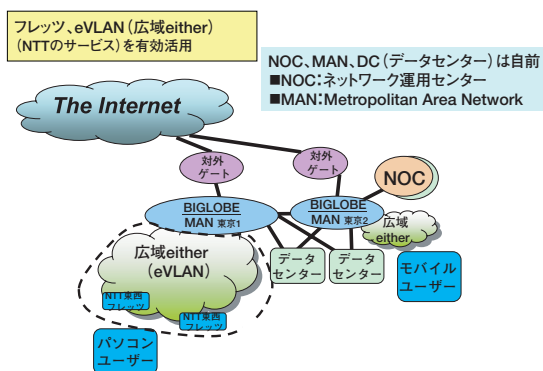 フレッツ、eVLAN（広域either）
（NTTのサービス）を有効活用
NOC、MAN、DC（データセンター）は自前
■NOC：ネットワーク運用センター
■MAN：Metropolitan Area Network
The Internet
対外
ゲート
対外
ゲート
NOC
BIGLOBE
MAN 東京1
BIGLOBE
MAN 東京2
広域
either
広域either
（eVLAN）
データ
センター
データ
センター
モバイル
ユーザー
NTT東西
フレッツ
NTT東西
フレッツ
パソコン
ユーザー